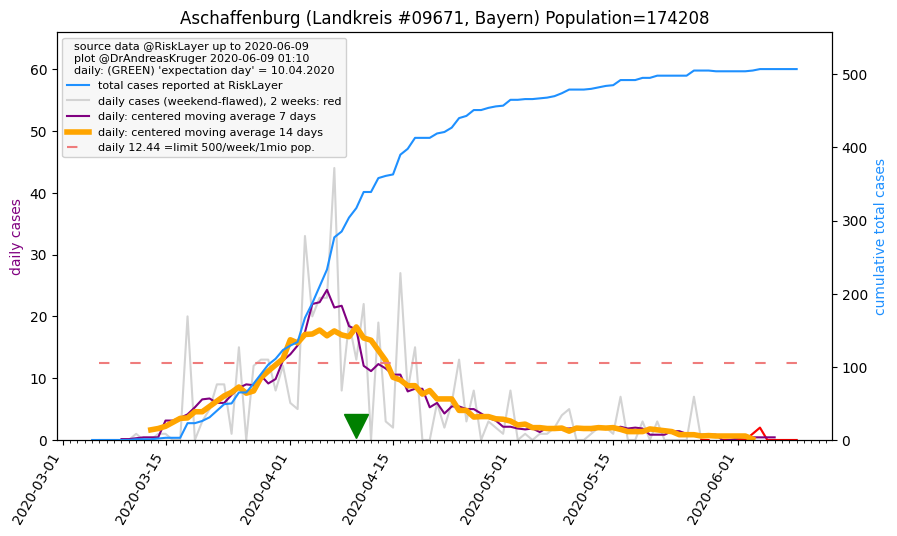 Aschaffenburg (Landkreis #09671, Bayern) Population=174208
source data @RiskLayer up to 2020-06-09
plot @DrAndreasKruger 2020-06-09 01:10
daily: (GREEN) 'expectation day' = 10.04.2020
total cases reported at RiskLayer
daily cases (weekend-flawed), 2 weeks: red
daily: centered moving average 7 days
daily: centered moving average 14 days
daily 12.44 =limit 500/week/1mio pop.
daily cases
60
50
40
30
20
10
0
cumulative total cases
500
400
300
200
100
0
2020-03-01
2020-03-15
2020-04-01
2020-04-15
2020-05-01
2020-05-15
2020-06-01